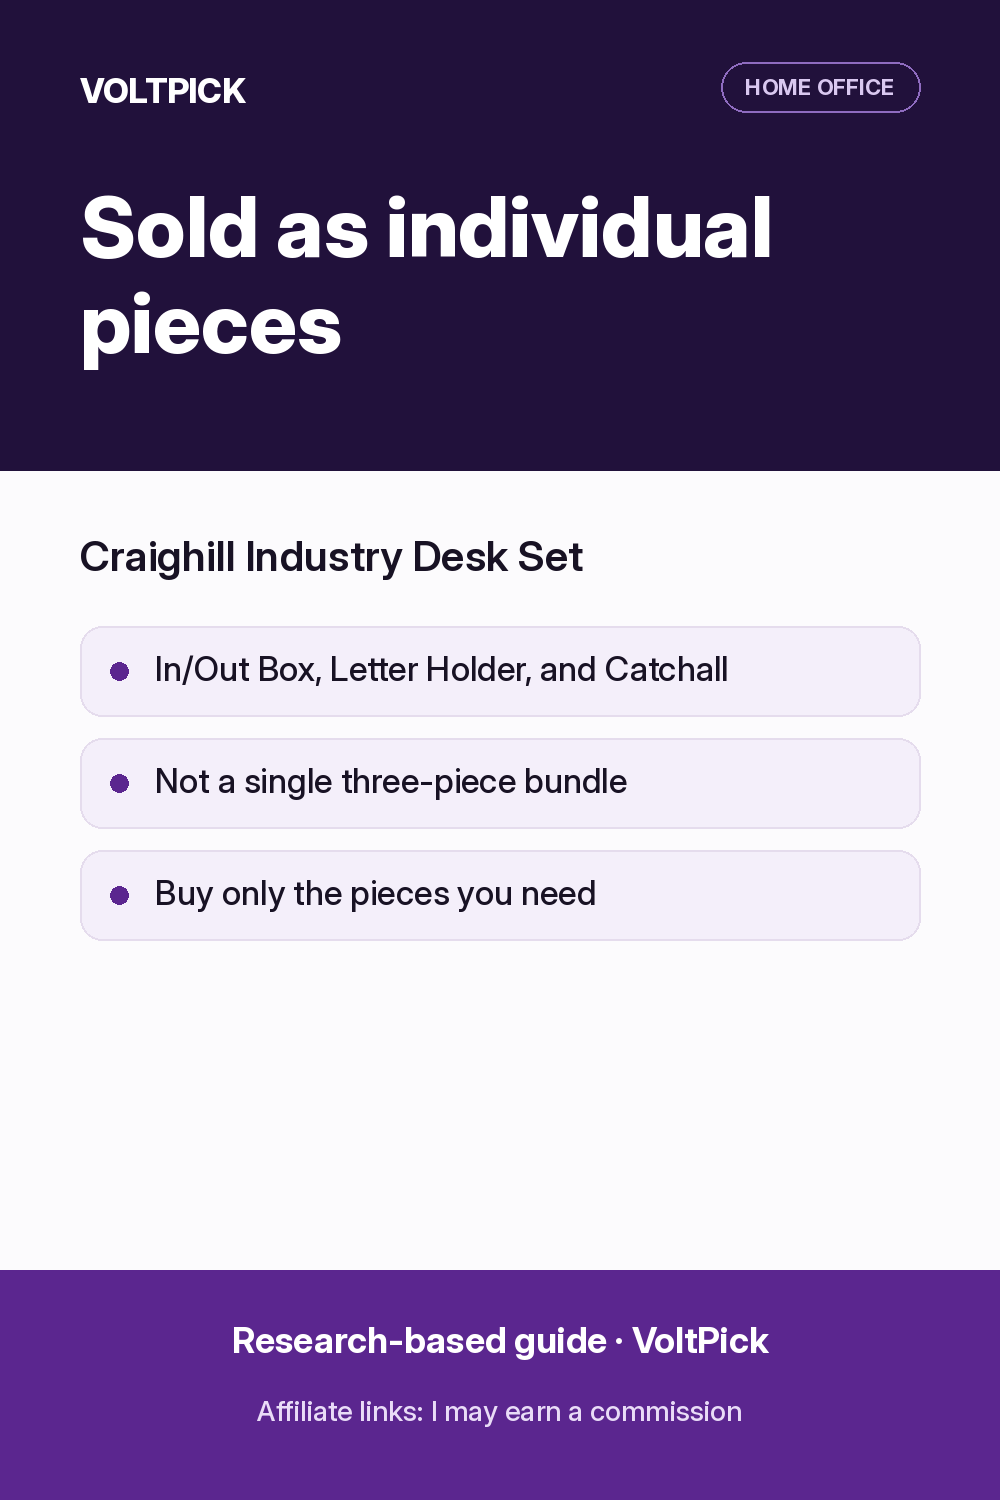 VOLTPICK
HOME OFFICE
Sold as individual
pieces
Craighill Industry Desk Set
In/Out Box, Letter Holder, and Catchall
Not a single three-piece bundle
Buy only the pieces you need
Research-based guide · VoltPick
Affiliate links: I may earn a commission